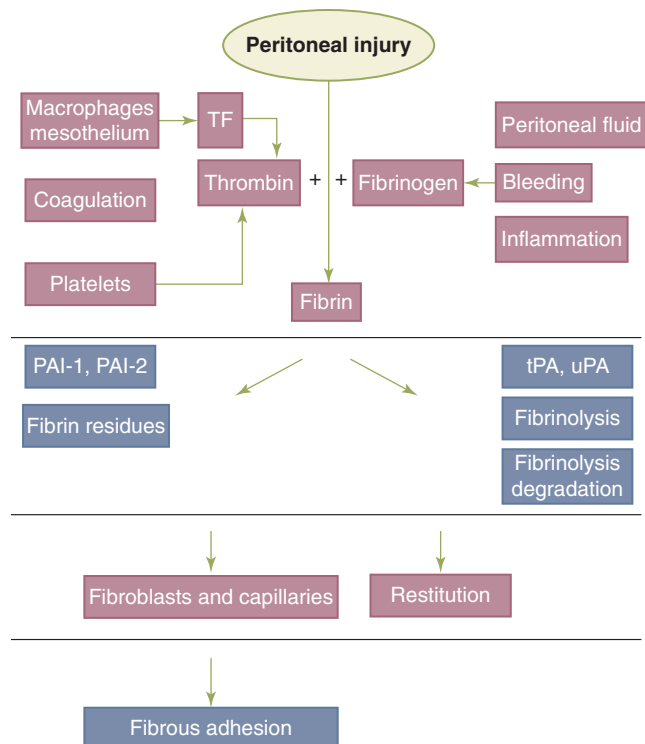 Peritoneal injury
Macrophages
mesothelium
TF
Peritoneal fluid
Coagulation
Thrombin
+ +
Fibrinogen
Bleeding
Inflammation
Platelets
Fibrin
PAI-1, PAI-2
tPA, uPA
Fibrin residues
Fibrinolysis
Fibrinolysis
degradation
Fibroblasts and capillaries
Restitution
Fibrous adhesion